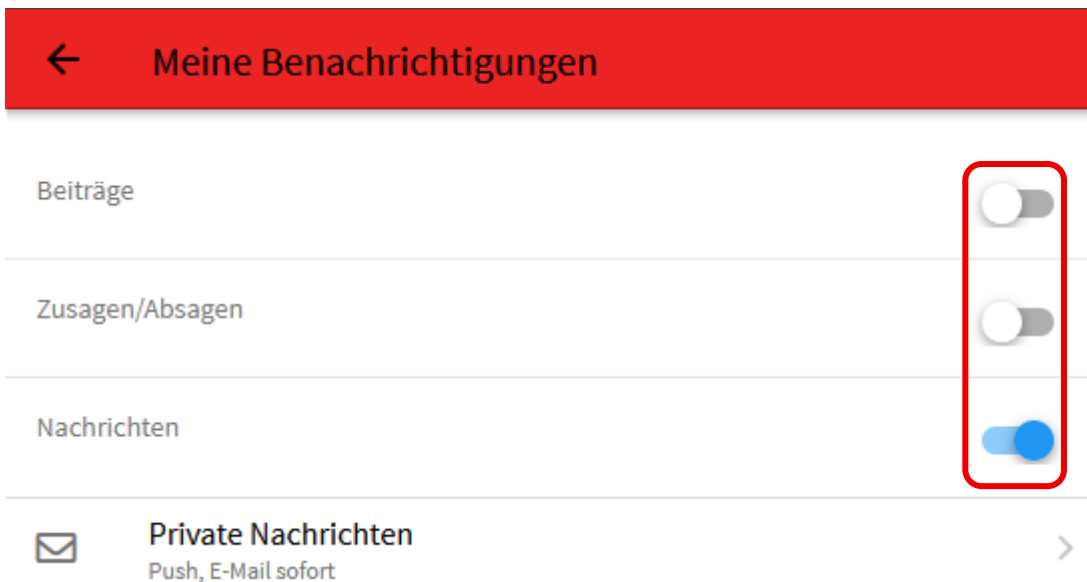 Meine Benachrichtigungen
Beiträge
Zusagen/Absagen
Nachrichten
Private Nachrichten
Push, E-Mail sofort